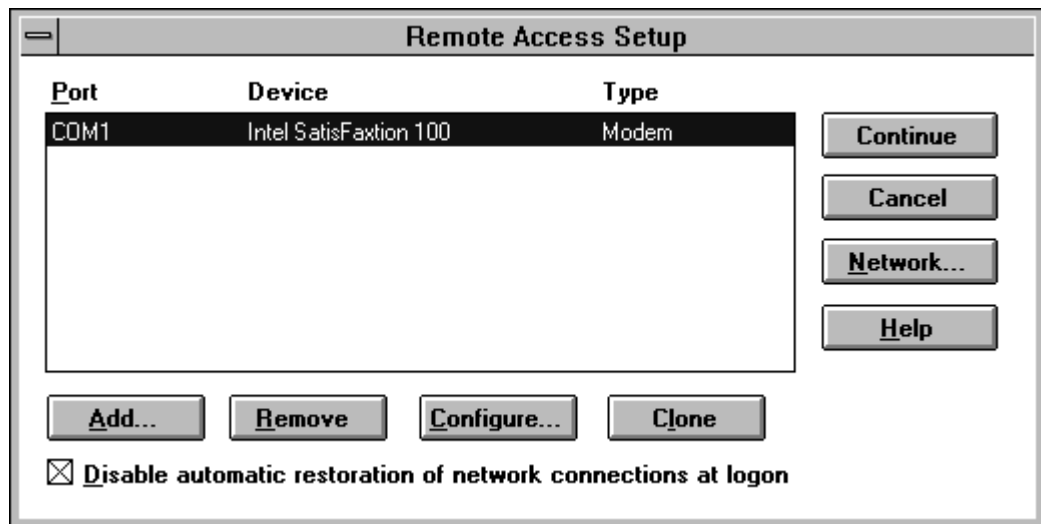 Remote Access Setup
Port Device Type
COM1 Intel SatisFaxtion 100 Modem
Continue
Cancel
Network...
Help
Add... Remove Configure... Clone
Disable automatic restoration of network connections at logon